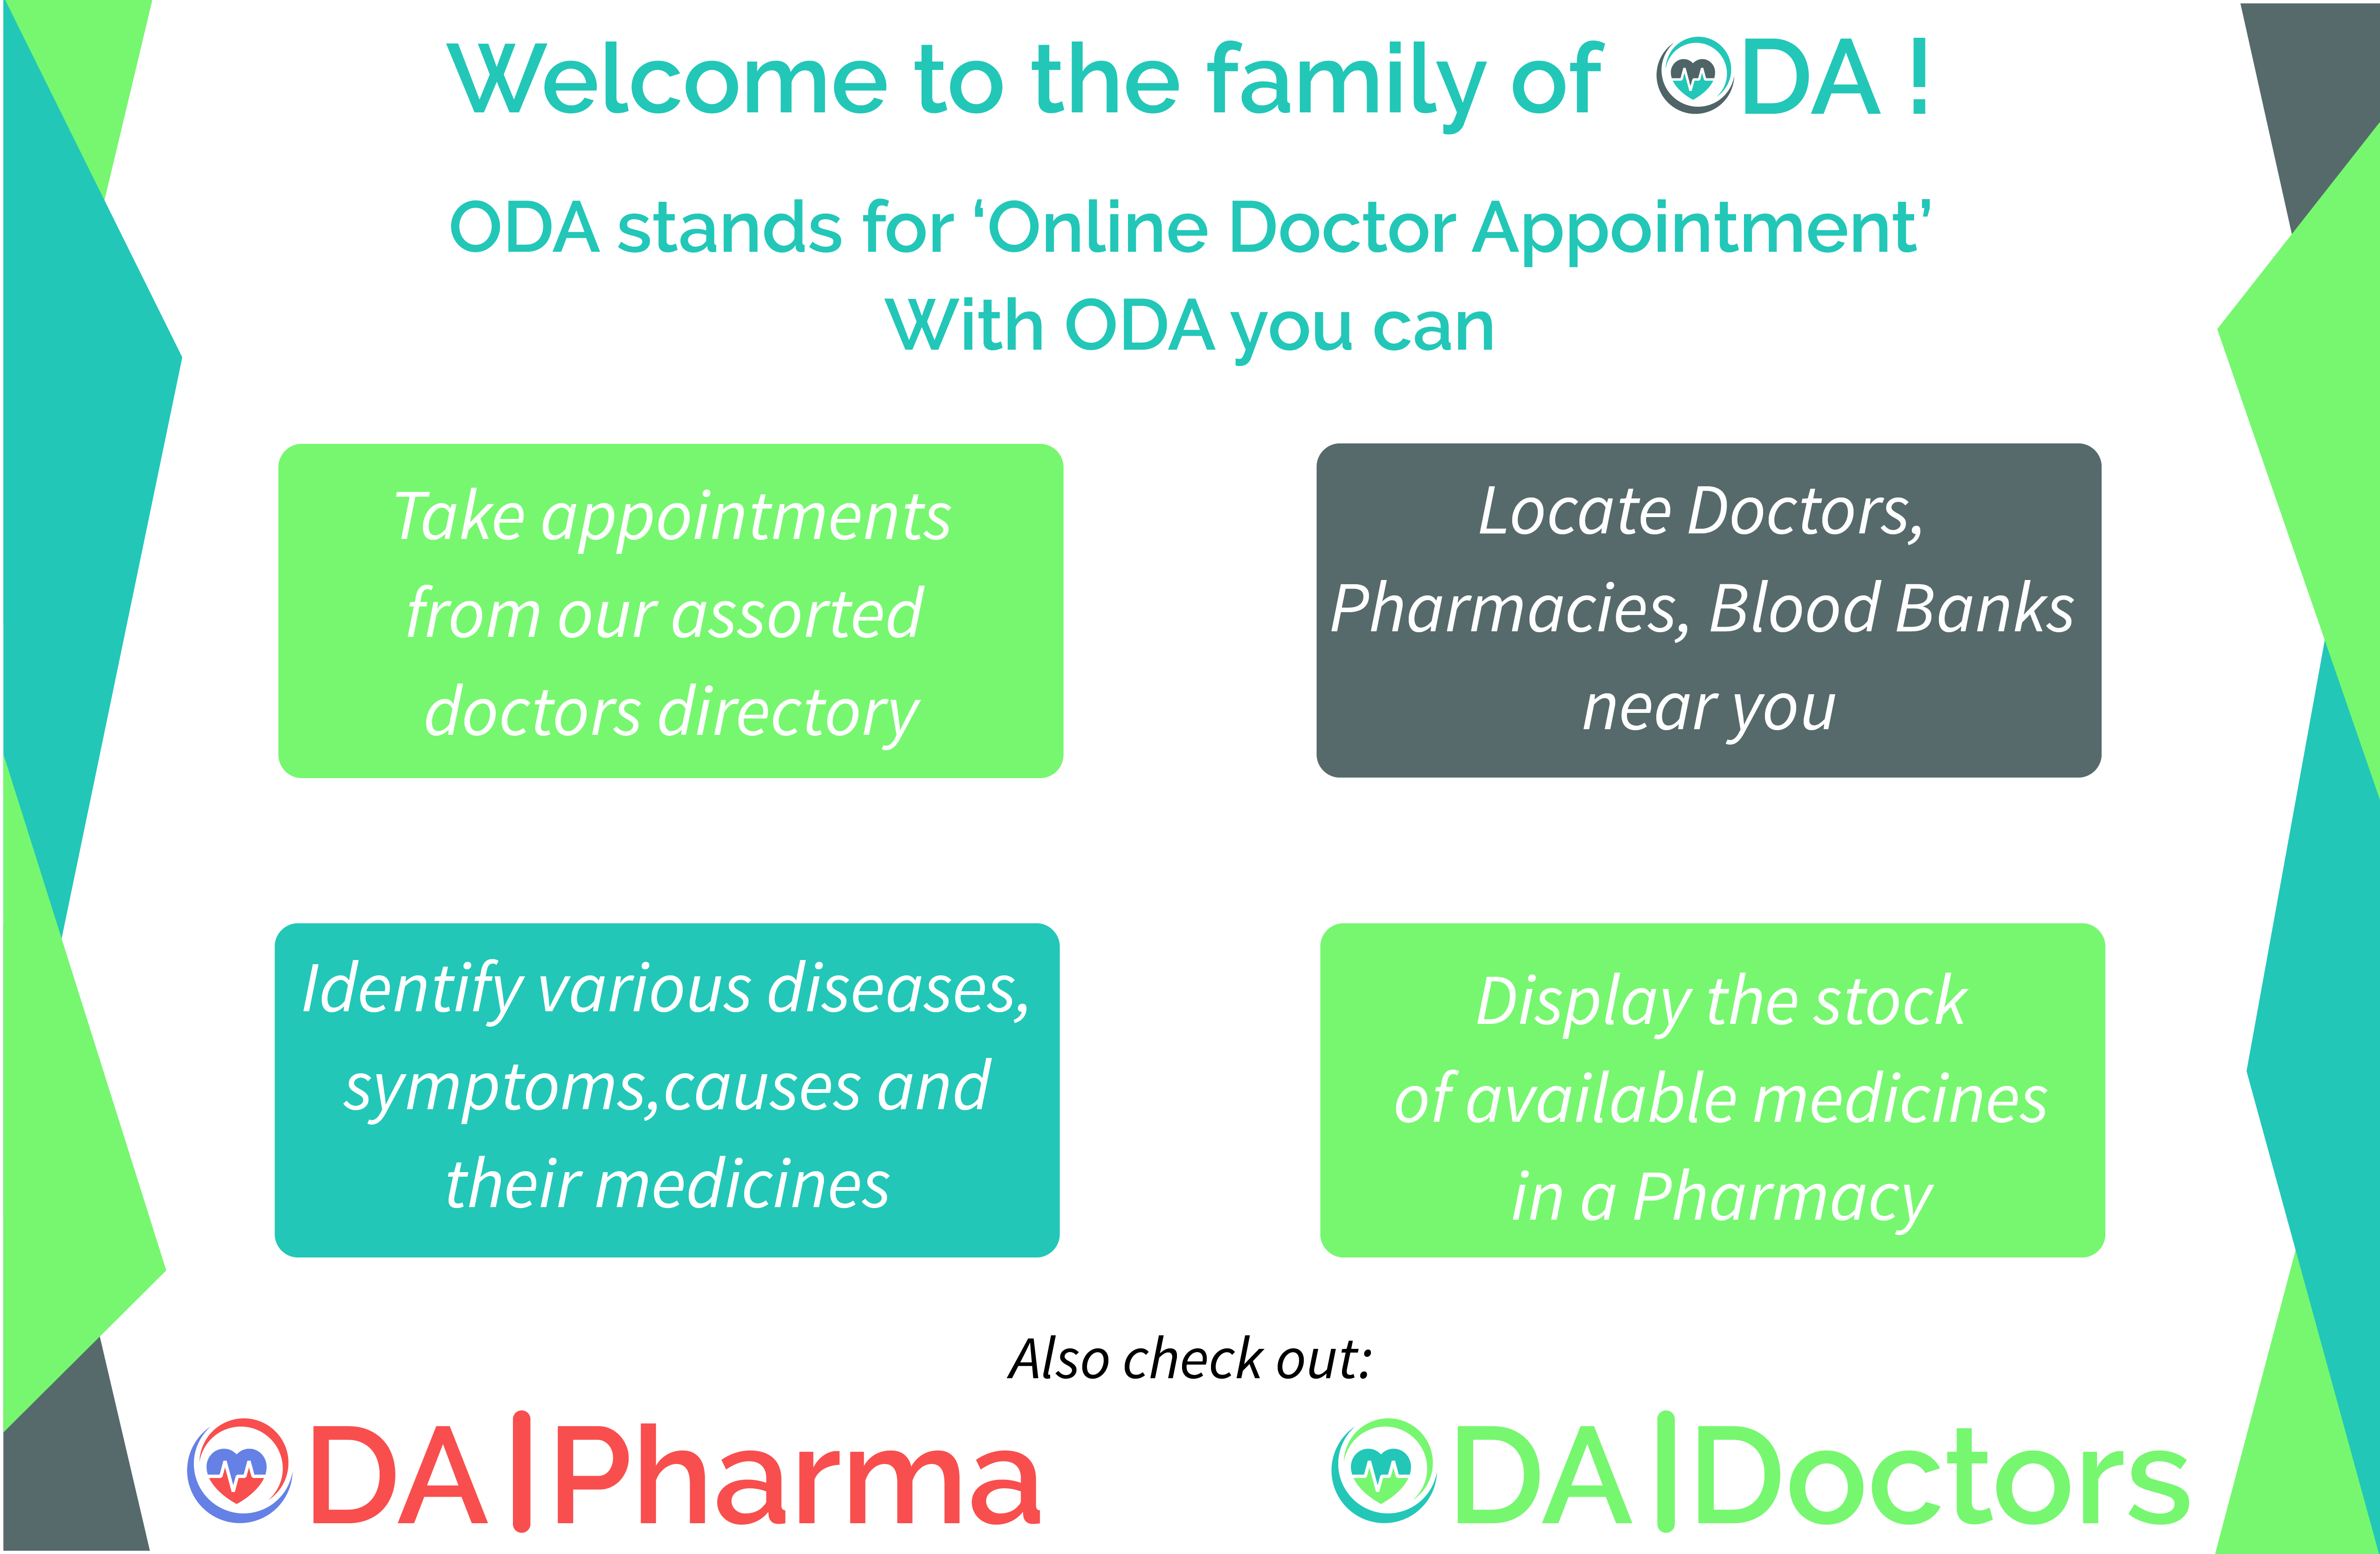 Welcome to the family of ODA !
ODA stands for ‘Online Doctor Appointment’
With ODA you can
Take appointments
from our assorted
doctors directory
Locate Doctors,
Pharmacies, Blood Banks
near you
Identify various diseases,
symptoms,causes and
their medicines
Display the stock
of available medicines
in a Pharmacy
Also check out:
ODA|Pharma
ODA|Doctors